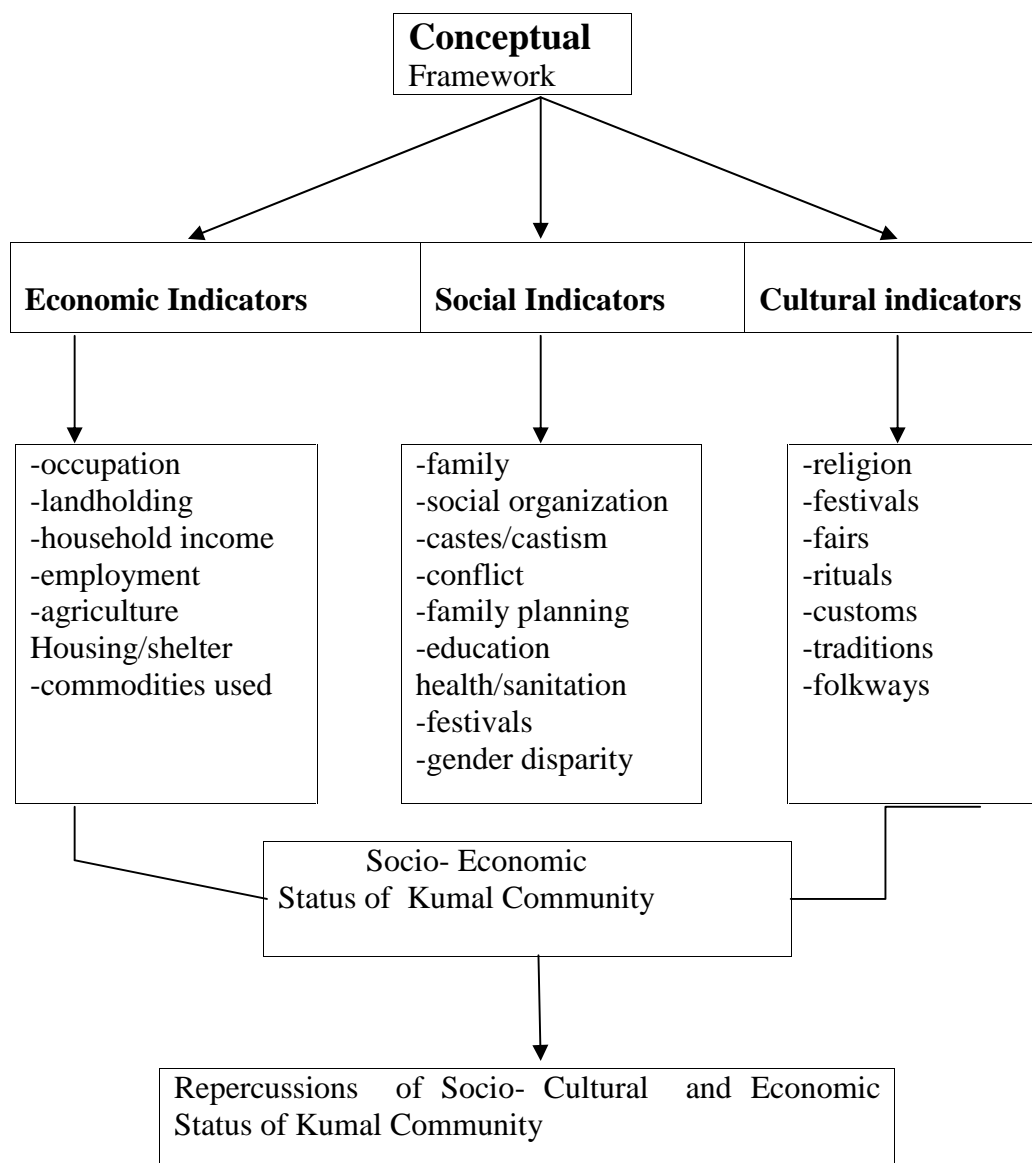 Conceptual
Framework
Economic Indicators
Social Indicators
Cultural indicators
-occupation
-landholding
-household income
-employment
-agriculture
Housing/shelter
-commodities used
-family
-social organization
-castes/castism
-conflict
-family planning
-education
health/sanitation
-festivals
-gender disparity
-religion
-festivals
-fairs
-rituals
-customs
-traditions
-folkways
Socio- Economic
Status of Kumal Community
Repercussions of Socio- Cultural and Economic
Status of Kumal Community